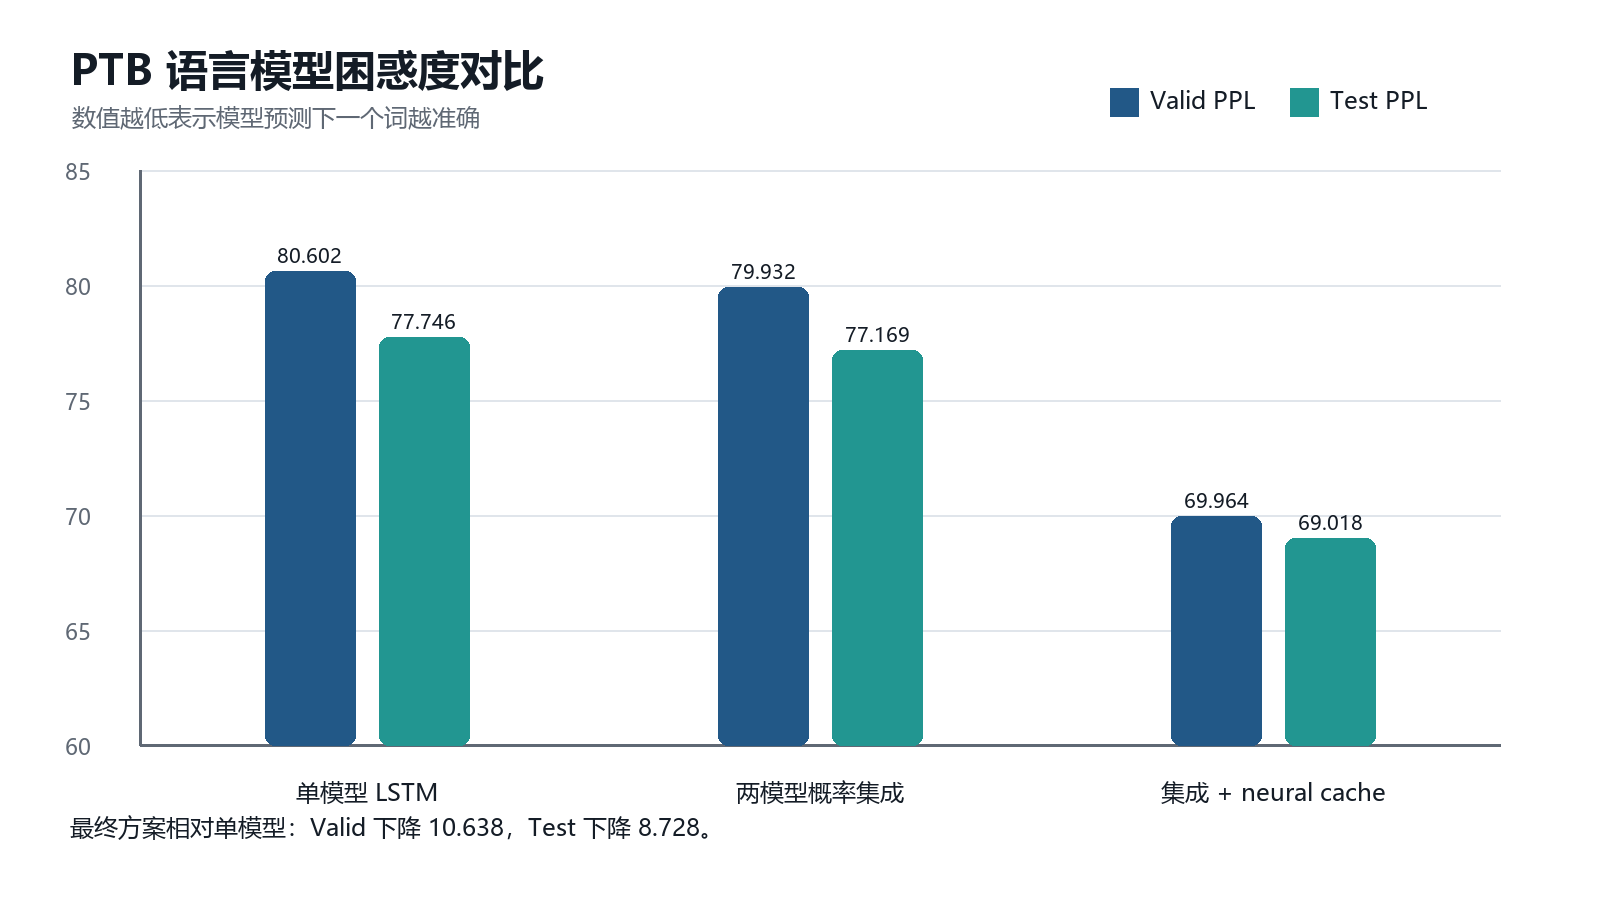 PTB 语言模型困惑度对比
数值越低表示模型预测下一个词越准确
Valid PPL
Test PPL
85
80
75
70
65
60
80.602
77.746
79.932
77.169
69.964
69.018
单模型 LSTM
两模型概率集成
集成 + neural cache
最终方案相对单模型：Valid 下降 10.638，Test 下降 8.728。